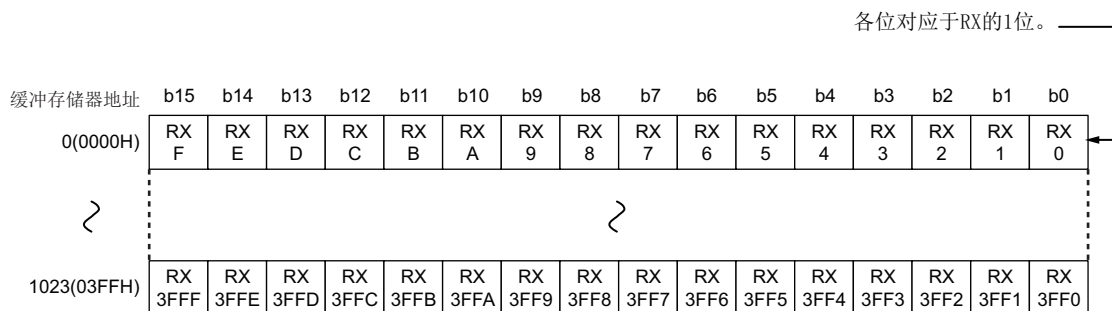 各位对应于RX的1位。
缓冲存储器地址 b15 b14 b13 b12 b11 b10 b9 b8 b7 b6 b5 b4 b3 b2 b1 b0
0(0000H) RX F RX E RX D RX C RX B RX A RX 9 RX 8 RX 7 RX 6 RX 5 RX 4 RX 3 RX 2 RX 1 RX 0
1023(03FFH) RX 3FFF RX 3FFE RX 3FFD RX 3FFC RX 3FFB RX 3FFA RX 3FF9 RX 3FF8 RX 3FF7 RX 3FF6 RX 3FF5 RX 3FF4 RX 3FF3 RX 3FF2 RX 3FF1 RX 3FF0